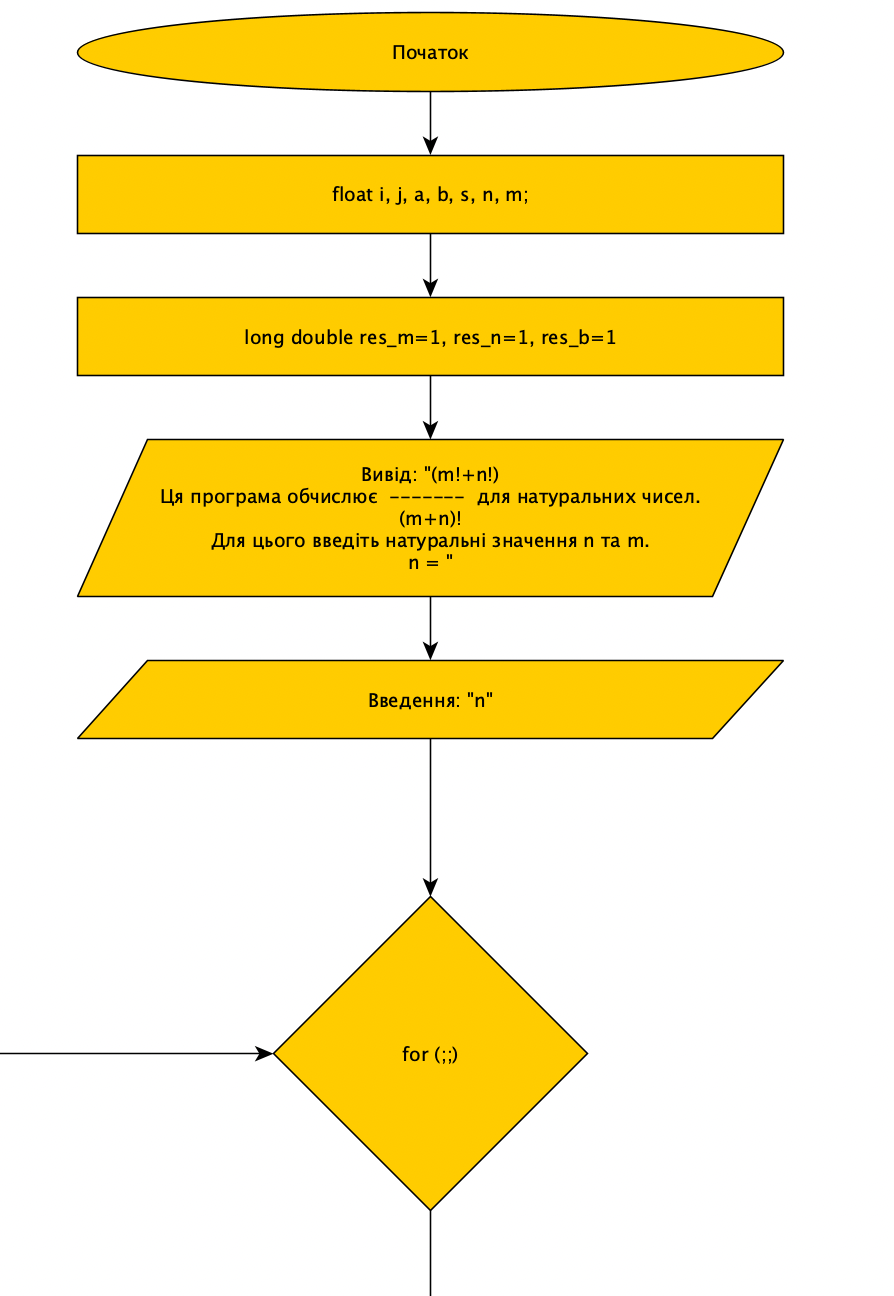 Початок
float i, j, a, b, s, n, m;
long double res_m=1, res_n=1, res_b=1
Вивід: "(m!+n!)
Ця програма обчислює ------- для натуральних чисел.
(m+n)!
Для цього введіть натуральні значення n та m.
n = "
Введення: "n"
for (;;)